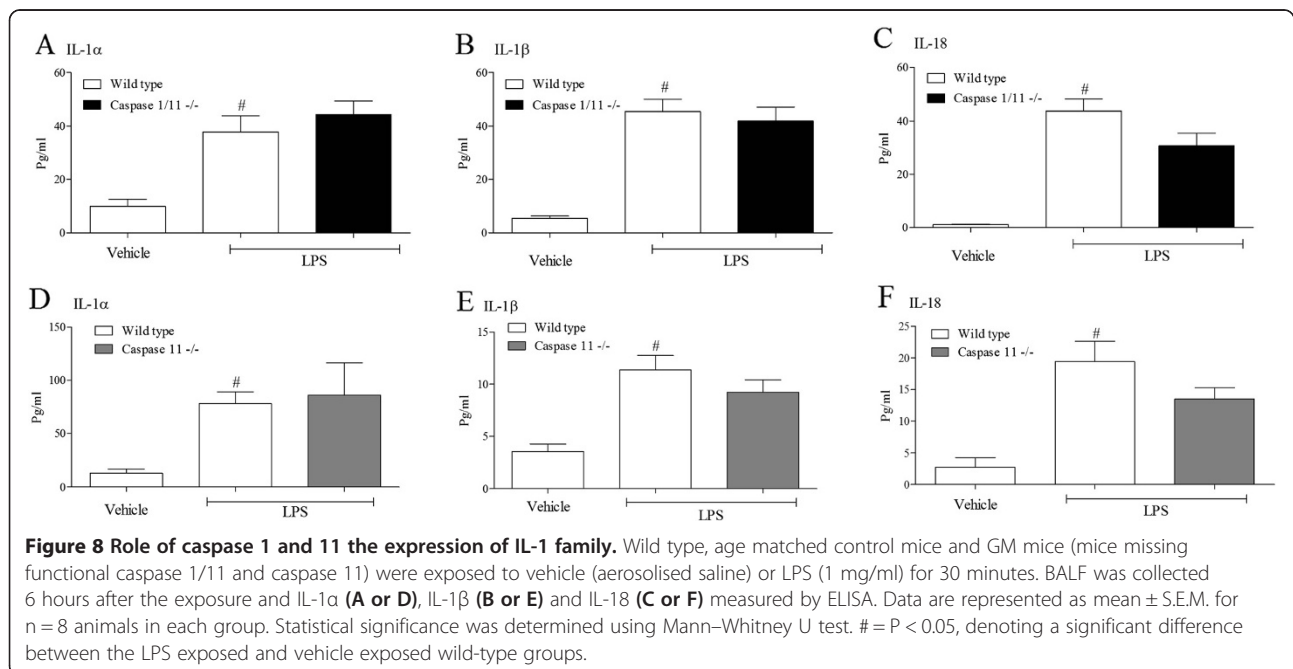 A IL-1α
Wild type
Caspase 1/11 -/-
60
40
20
0
Pg/ml
#
Vehicle
LPS
B IL-1β
Wild type
Caspase 1/11 -/-
60
40
20
0
Pg/ml
#
Vehicle
LPS
C IL-18
Wild type
Caspase 1/11 -/-
60
40
20
0
Pg/ml
#
Vehicle
LPS
D IL-1α
Wild type
Caspase 11 -/-
150
100
50
0
Pg/ml
#
Vehicle
LPS
E IL-1β
Wild type
Caspase 11 -/-
15
10
5
0
Pg/ml
#
Vehicle
LPS
F IL-18
Wild type
Caspase 11 -/-
25
20
15
10
5
0
Pg/ml
#
Vehicle
LPS
Figure 8 Role of caspase 1 and 11 the expression of IL-1 family. Wild type, age matched control mice and GM mice (mice missing
functional caspase 1/11 and caspase 11) were exposed to vehicle (aerosolised saline) or LPS (1 mg/ml) for 30 minutes. BALF was collected
6 hours after the exposure and IL-1α (A or D), IL-1β (B or E) and IL-18 (C or F) measured by ELISA. Data are represented as mean ± S.E.M. for
n = 8 animals in each group. Statistical significance was determined using Mann–Whitney U test. # = P < 0.05, denoting a significant difference
between the LPS exposed and vehicle exposed wild-type groups.